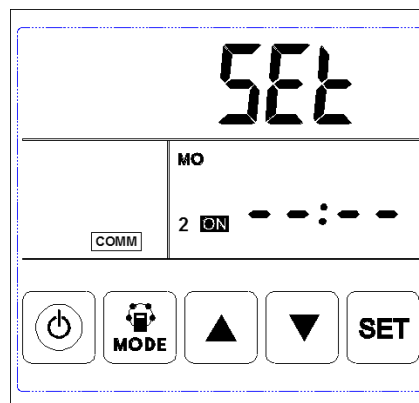 SEt
MO
2 ON --:--
COMM
MODE
SET